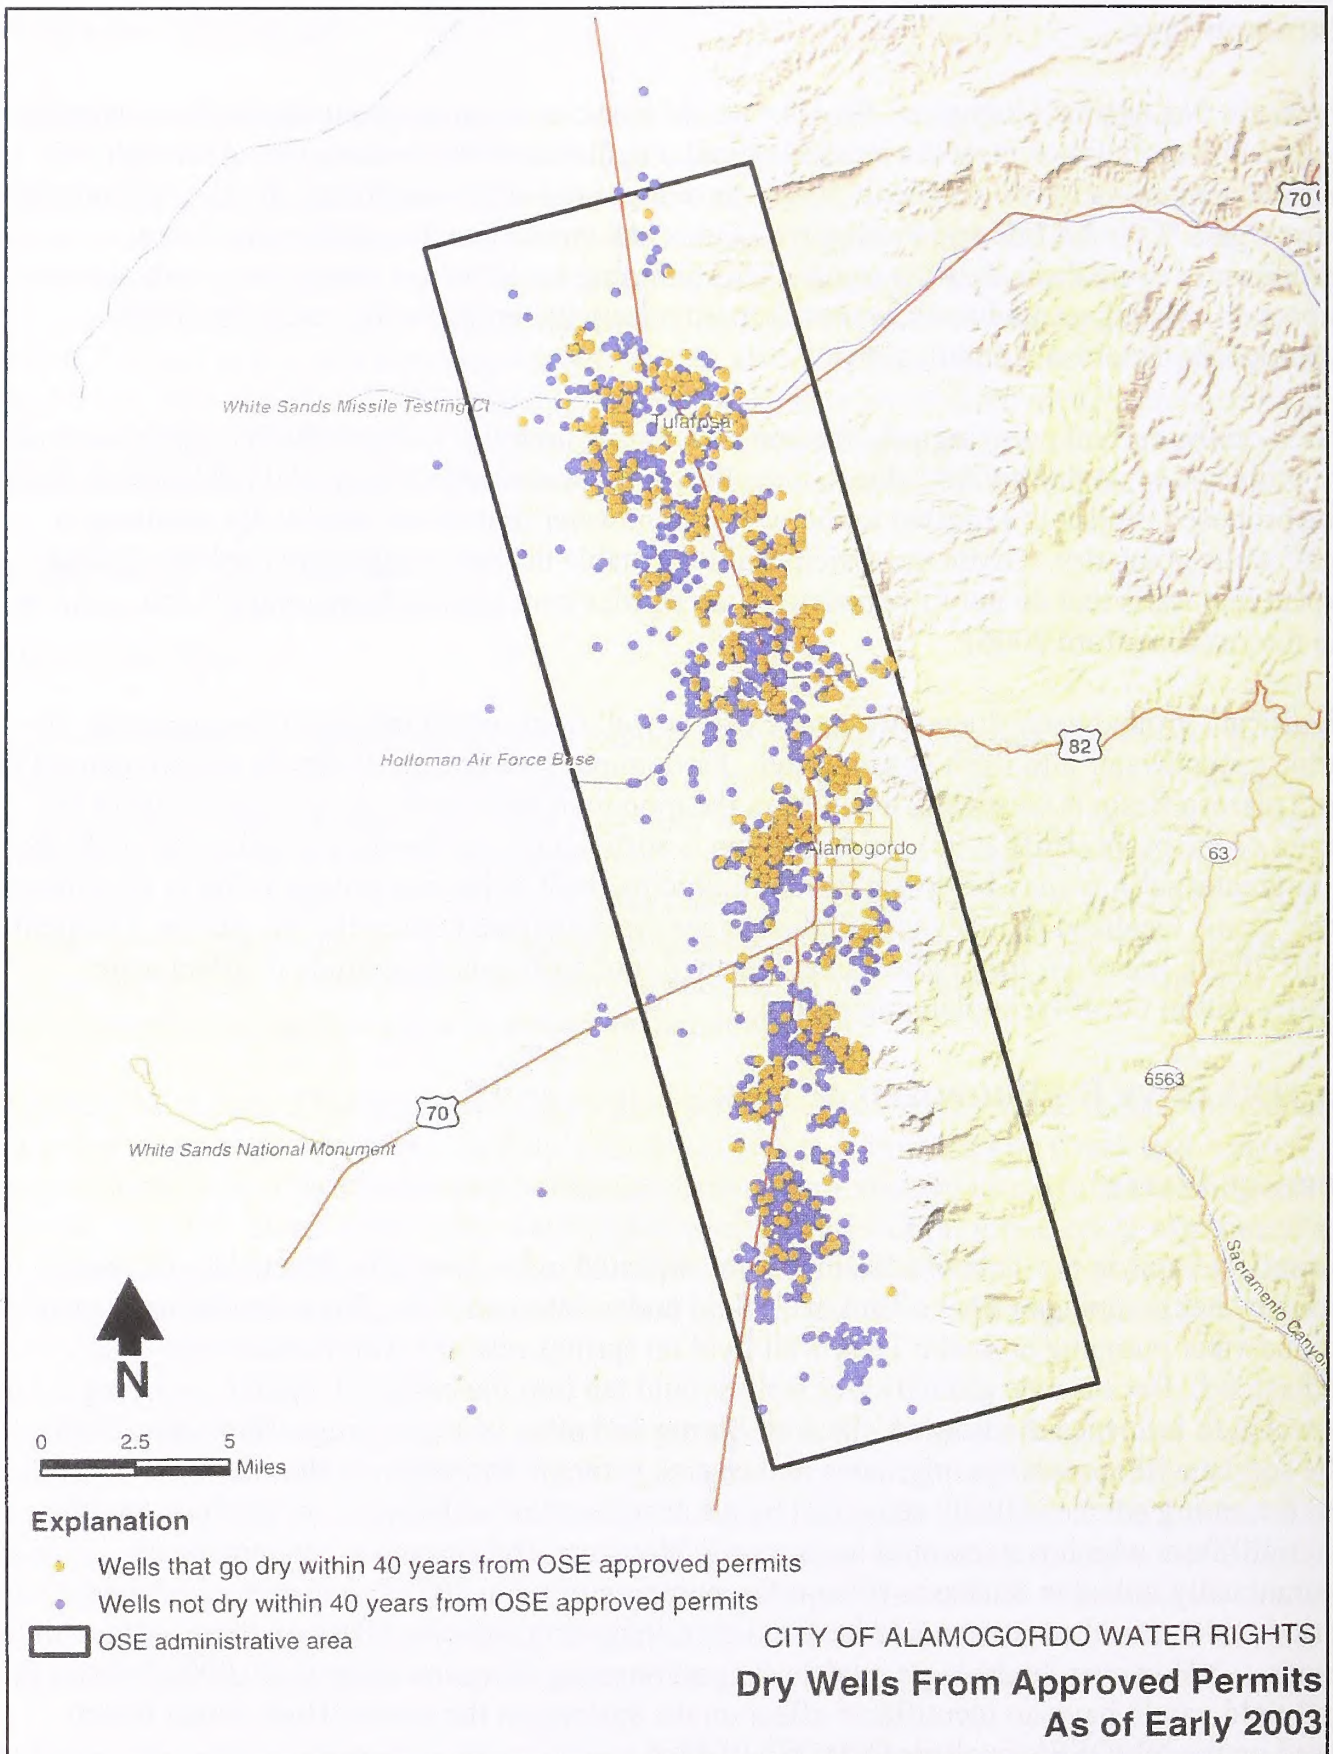 70
White Sands Missile Testing Ct
Tularosa
Holloman Air Force Base
82
Alamogordo
63
6563
70
White Sands National Monument
Sacramento Canyon
N
0 2.5 5
Miles
Explanation
Wells that go dry within 40 years from OSE approved permits
Wells not dry within 40 years from OSE approved permits
OSE administrative area
CITY OF ALAMOGORDO WATER RIGHTS
Dry Wells From Approved Permits
As of Early 2003